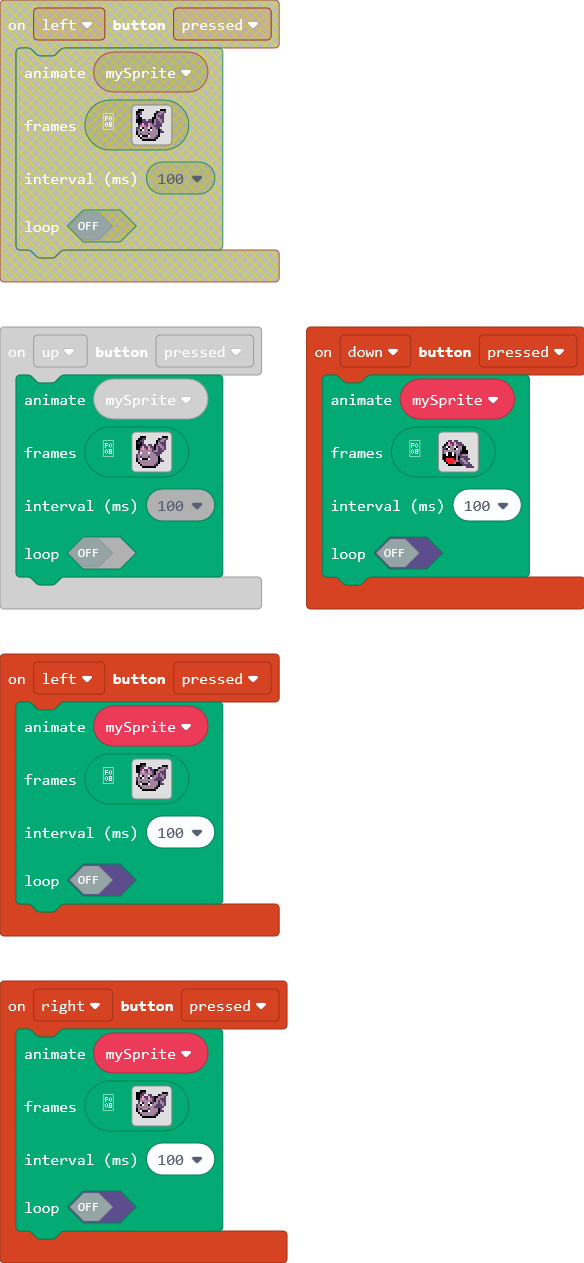 on left button pressed
animate mySprite
frames
interval (ms) 100
loop OFF
on up button pressed
animate mySprite
frames
interval (ms) 100
loop OFF
on down button pressed
animate mySprite
frames
interval (ms) 100
loop OFF
on left button pressed
animate mySprite
frames
interval (ms) 100
loop OFF
on right button pressed
animate mySprite
frames
interval (ms) 100
loop OFF